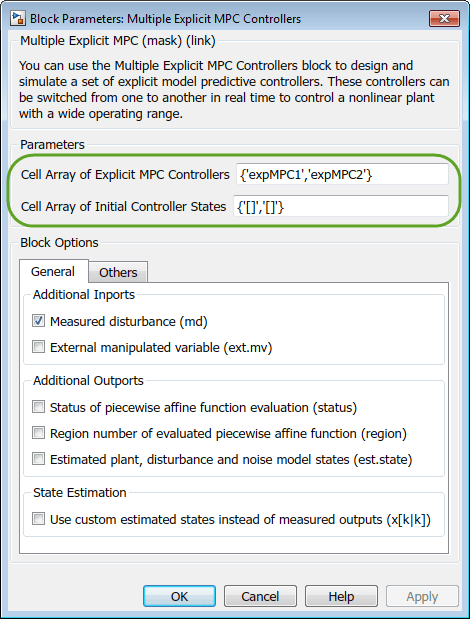 Block Parameters: Multiple Explicit MPC Controllers
Multiple Explicit MPC (mask) (link)
You can use the Multiple Explicit MPC Controllers block to design and
simulate a set of explicit model predictive controllers. These controllers can
be switched from one to another in real time to control a nonlinear plant
with a wide operating range.
Parameters
Cell Array of Explicit MPC Controllers {'expMPC1','expMPC2'}
Cell Array of Initial Controller States {'[]','[]'}
Block Options
General Others
Additional Inports
Measured disturbance (md)
External manipulated variable (ext.mv)
Additional Outports
Status of piecewise affine function evaluation (status)
Region number of evaluated piecewise affine function (region)
Estimated plant, disturbance and noise model states (est.state)
State Estimation
Use custom estimated states instead of measured outputs (x[k|k])
OK Cancel Help Apply